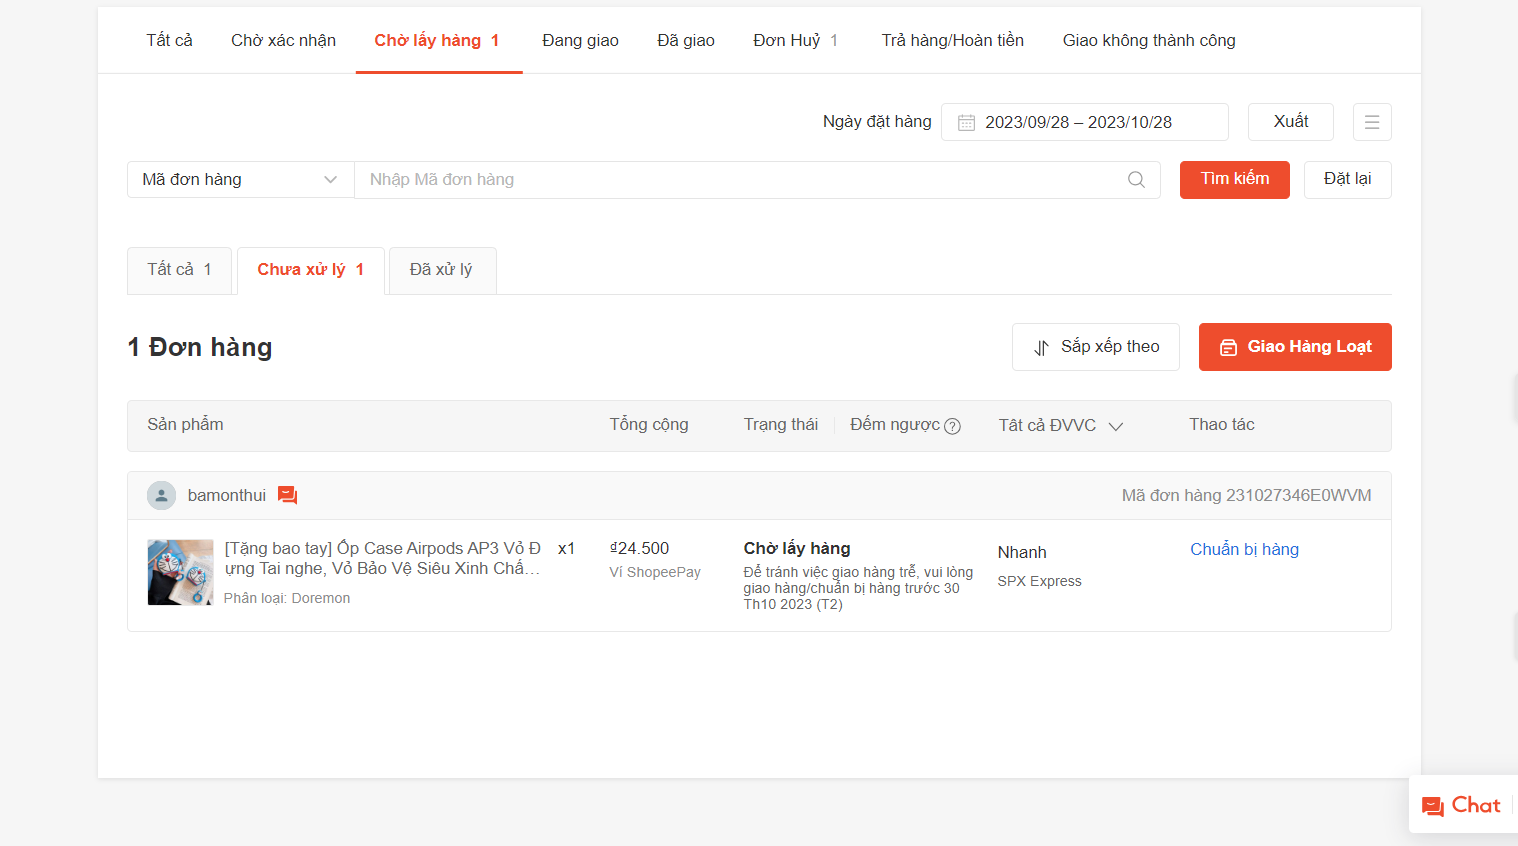 Tất cả Chờ xác nhận Chờ lấy hàng 1 Đang giao Đã giao Đơn Huỷ 1 Trả hàng/Hoàn tiền Giao không thành công
Ngày đặt hàng 2023/09/28 – 2023/10/28 Xuất
Mã đơn hàng Nhập Mã đơn hàng Tìm kiếm Đặt lại
Tất cả 1 Chưa xử lý 1 Đã xử lý
1 Đơn hàng Sắp xếp theo Giao Hàng Loạt
Sản phẩm Tổng cộng Trạng thái Đếm ngược Tât cả ĐVVC Thao tác
bamonthui Mã đơn hàng 231027346E0WVM
[Tặng bao tay] Ốp Case Airpods AP3 Vỏ Đ x1 ₫24.500 Chờ lấy hàng Nhanh Chuẩn bị hàng
ựng Tai nghe, Vỏ Bảo Vệ Siêu Xinh Chấ... Ví ShopeePay Để tránh việc giao hàng trễ, vui lòng SPX Express
giao hàng/chuẩn bị hàng trước 30
Phân loại: Doremon Th10 2023 (T2)
Chat